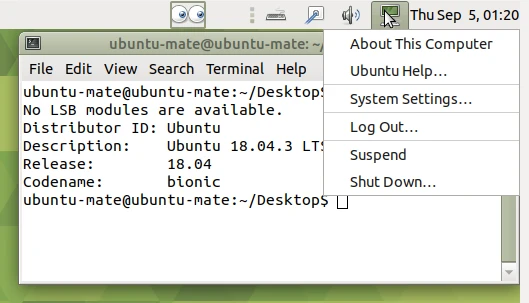 Thu Sep 5, 01:20
ubuntu-mate@ubuntu-mate: ~/
File Edit View Search Terminal Help
ubuntu-mate@ubuntu-mate:~/Desktop$
No LSB modules are available.
Distributor ID: Ubuntu
Description: Ubuntu 18.04.3 LTS
Release: 18.04
Codename: bionic
ubuntu-mate@ubuntu-mate:~/Desktop$
About This Computer
Ubuntu Help…
System Settings…
Log Out…
Suspend
Shut Down…